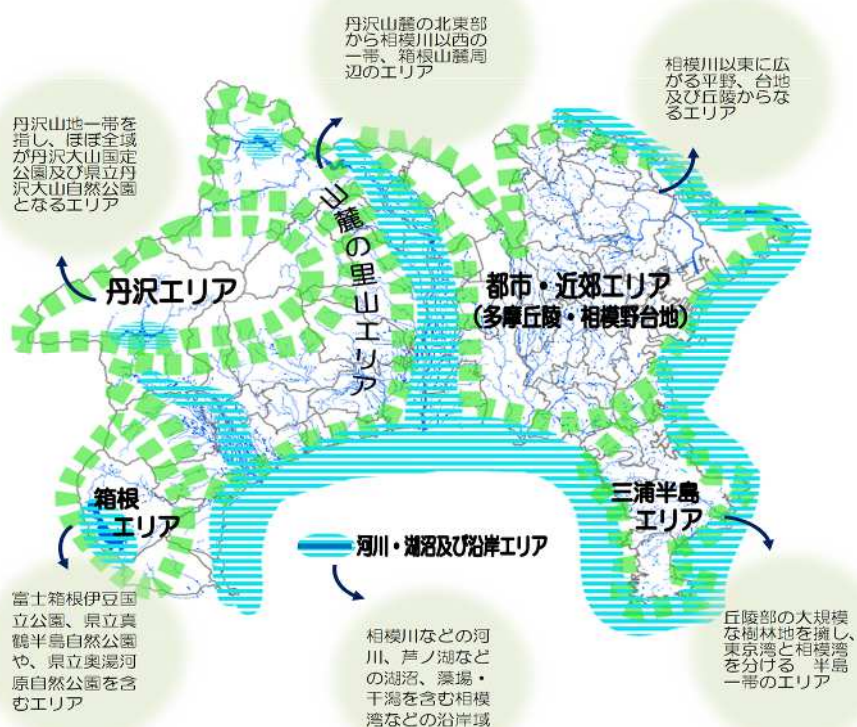 丹沢山麓の北東部
から相模川以西の
一帯、箱根山麓周
辺のエリア
相模川以東に広
がる平野、台地
及び丘陵からな
るエリア
丹沢山地一帯を
指し、ほぼ全域
が丹沢大山国定
公園及び県立丹
沢大山自然公園
となるエリア
山麓の里山エリア
丹沢エリア
都市・近郊エリア
(多摩丘陵・相模野台地)
箱根
エリア
三浦半島
エリア
河川・湖沼及び沿岸エリア
富士箱根伊豆国
立公園、県立真
鶴半島自然公園
や、県立奥湯河
原自然公園を含
むエリア
相模川などの河
川、芦ノ湖など
の湖沼、藻場・
干潟を含む相模
湾などの沿岸域
丘陵部の大規模
な樹林地を擁し、
東京湾と相模湾
を分ける 半島
一帯のエリア